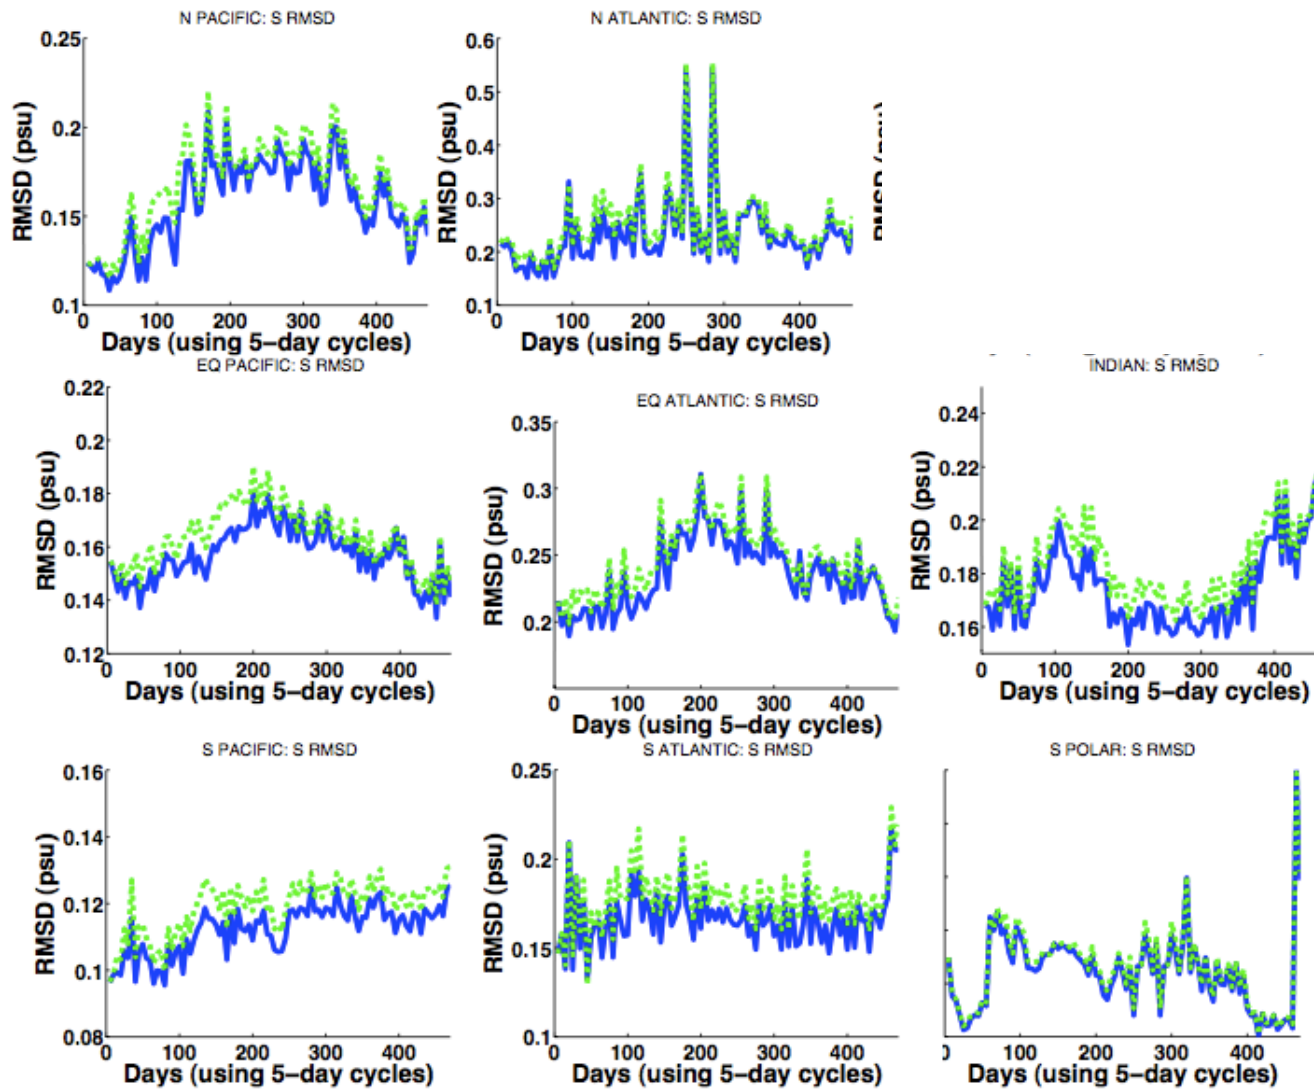 N PACIFIC: S RMSD
0.25
0.2
0.15
0.1
RMSD (psu)
0 100 200 300 400
Days (using 5-day cycles)
N ATLANTIC: S RMSD
0.6
0.5
0.4
0.3
0.2
0.1
RMSD (psu)
0 100 200 300 400
Days (using 5-day cycles)
EQ PACIFIC: S RMSD
0.22
0.2
0.18
0.16
0.14
0.12
RMSD (psu)
0 100 200 300 400
Days (using 5-day cycles)
EQ ATLANTIC: S RMSD
0.35
0.3
0.25
0.2
RMSD (psu)
0 100 200 300 400
Days (using 5-day cycles)
INDIAN: S RMSD
0.24
0.22
0.2
0.18
0.16
RMSD (psu)
0 100 200 300 400
Days (using 5-day cycles)
S PACIFIC: S RMSD
0.16
0.14
0.12
0.1
0.08
RMSD (psu)
0 100 200 300 400
Days (using 5-day cycles)
S ATLANTIC: S RMSD
0.25
0.2
0.15
0.1
RMSD (psu)
0 100 200 300 400
Days (using 5-day cycles)
S POLAR: S RMSD
RMSD (psu)
0 100 200 300 400
Days (using 5-day cycles)